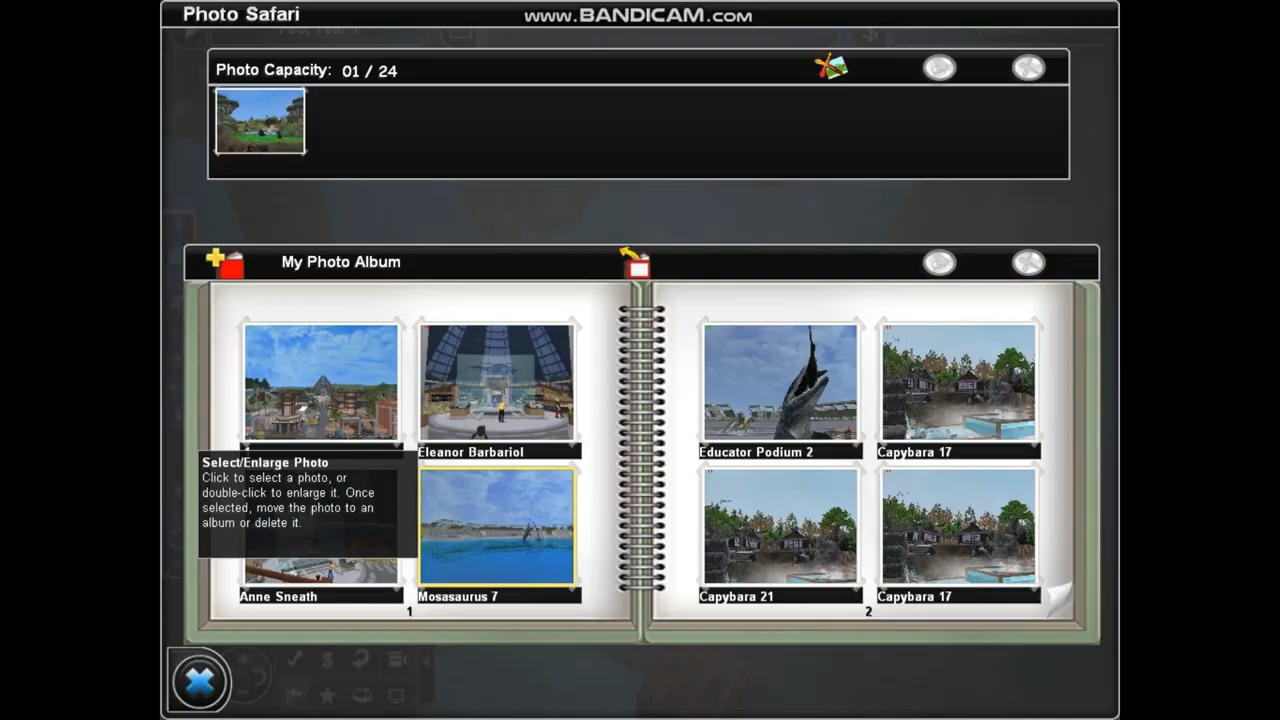 Photo Safari
www.BANDICAM.com
Photo Capacity: 01 / 24
My Photo Album
Eleanor Barbariol
Educator Podium 2
Capybara 17
Select/Enlarge Photo
Click to select a photo, or
double-click to enlarge it. Once
selected, move the photo to an
album or delete it.
Anne Sneath
Mosasaurus 7
Capybara 21
Capybara 17
1
2